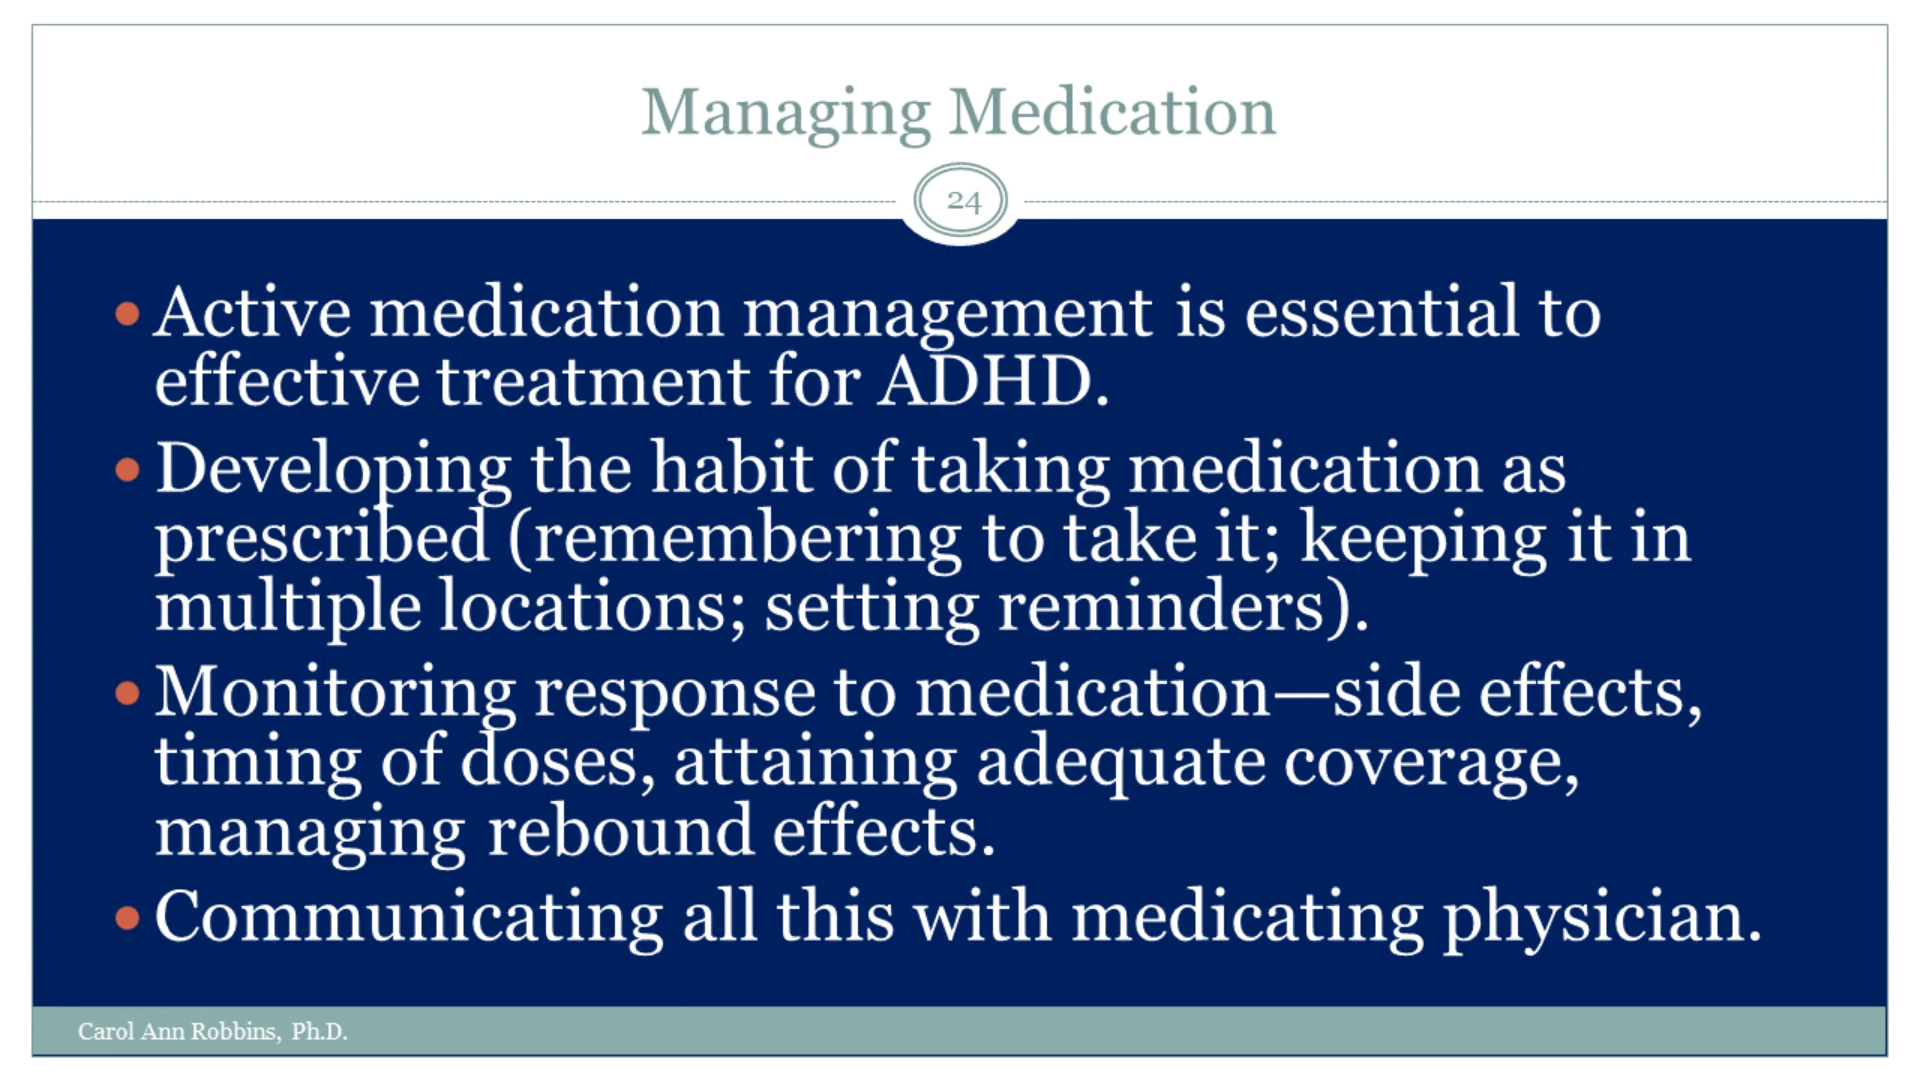 Managing Medication
24
• Active medication management is essential to
effective treatment for ADHD.
• Developing the habit of taking medication as
prescribed (remembering to take it; keeping it in
multiple locations; setting reminders).
• Monitoring response to medication—side effects,
timing of doses, attaining adequate coverage,
managing rebound effects.
• Communicating all this with medicating physician.
Carol Ann Robbins, Ph.D.